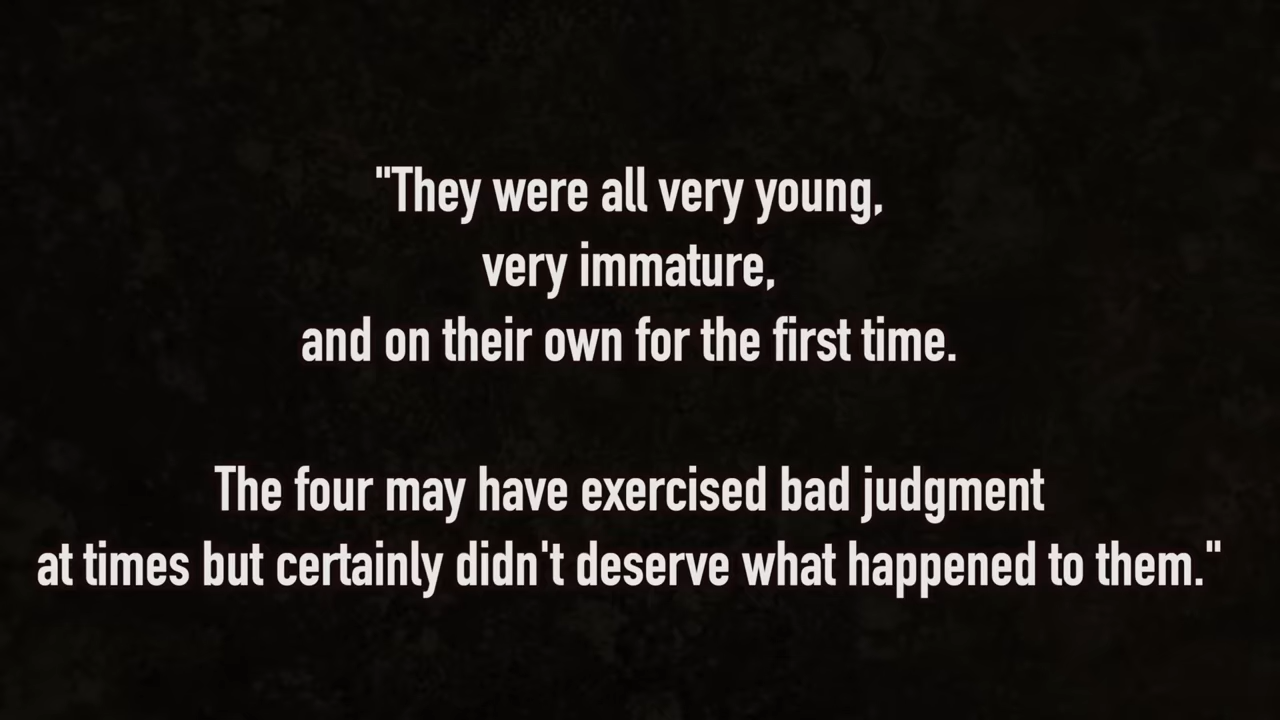 "They were all very young,
very immature,
and on their own for the first time.
The four may have exercised bad judgment
at times but certainly didn't deserve what happened to them."